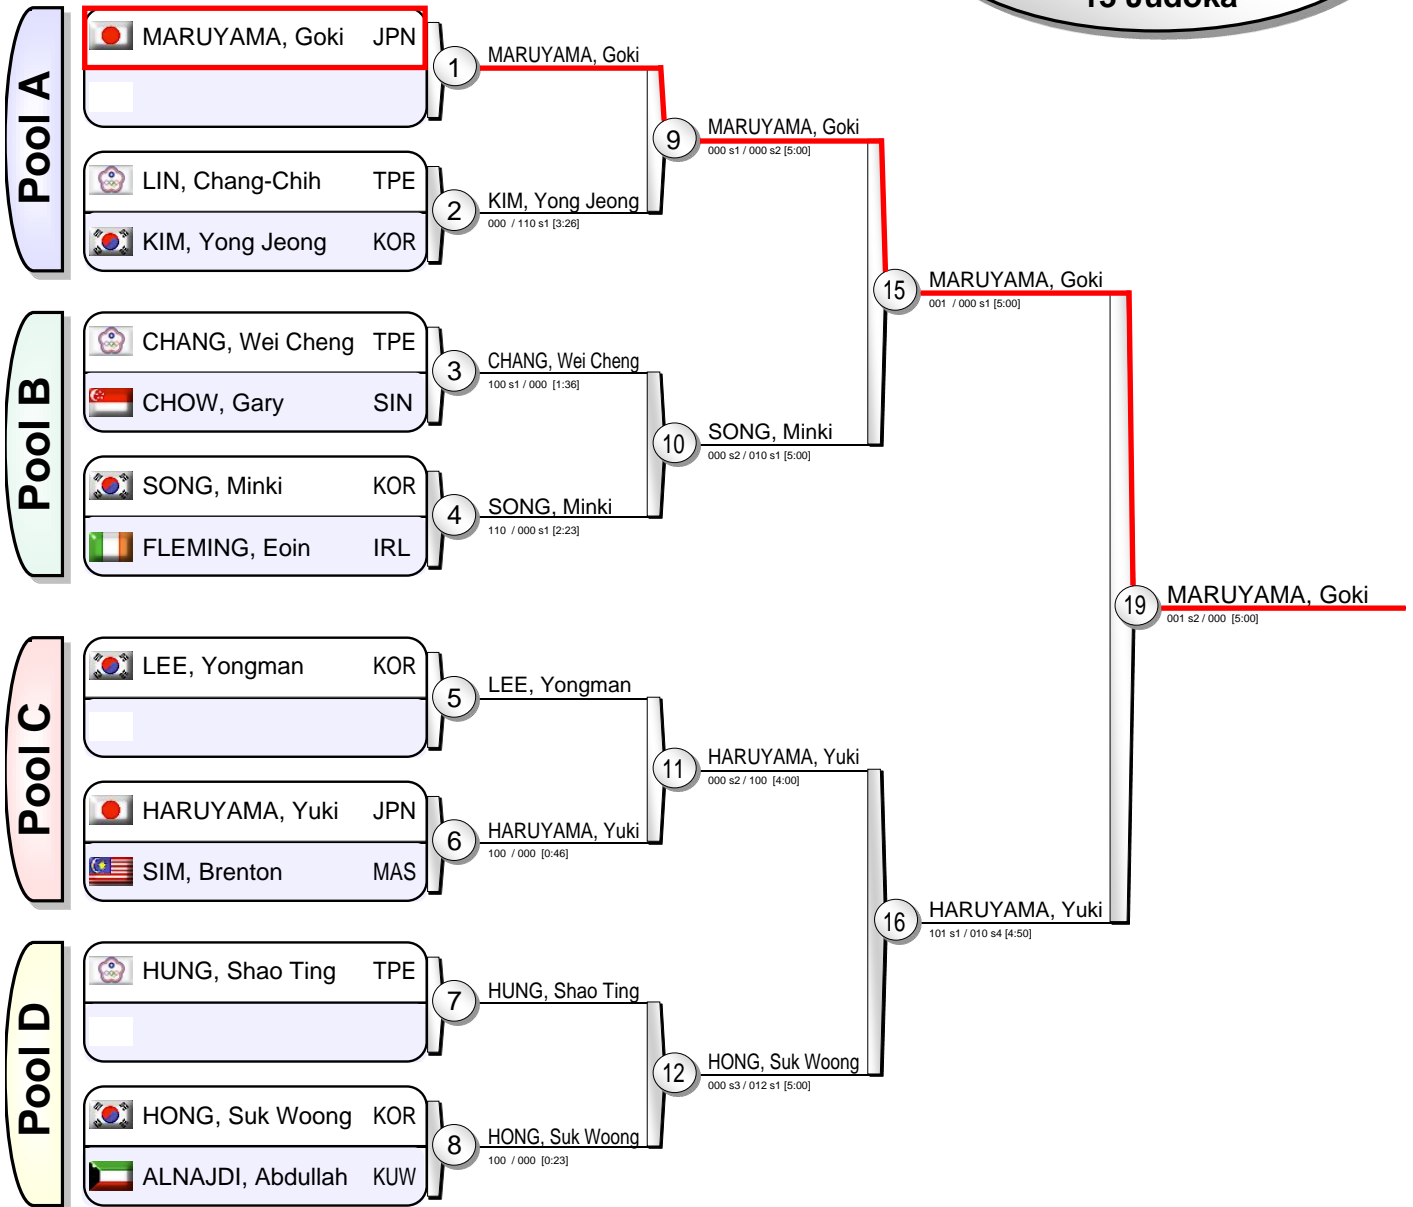 13 Judoka
Pool A
MARUYAMA, Goki JPN
LIN, Chang-Chih TPE
KIM, Yong Jeong KOR
Pool B
CHANG, Wei Cheng TPE
CHOW, Gary SIN
SONG, Minki KOR
FLEMING, Eoin IRL
Pool C
LEE, Yongman KOR
HARUYAMA, Yuki JPN
SIM, Brenton MAS
Pool D
HUNG, Shao Ting TPE
HONG, Suk Woong KOR
ALNAJDI, Abdullah KUW
1
MARUYAMA, Goki
2
KIM, Yong Jeong
000 / 110 s1 [3:26]
3
CHANG, Wei Cheng
100 s1 / 000 [1:36]
4
SONG, Minki
110 / 000 s1 [2:23]
5
LEE, Yongman
6
HARUYAMA, Yuki
100 / 000 [0:46]
7
HUNG, Shao Ting
8
HONG, Suk Woong
100 / 000 [0:23]
9
MARUYAMA, Goki
000 s1 / 000 s2 [5:00]
10
SONG, Minki
000 s2 / 010 s1 [5:00]
11
HARUYAMA, Yuki
000 s2 / 100 [4:00]
12
HONG, Suk Woong
000 s3 / 012 s1 [5:00]
15
MARUYAMA, Goki
001 / 000 s1 [5:00]
16
HARUYAMA, Yuki
101 s1 / 010 s4 [4:50]
19
MARUYAMA, Goki
001 s2 / 000 [5:00]